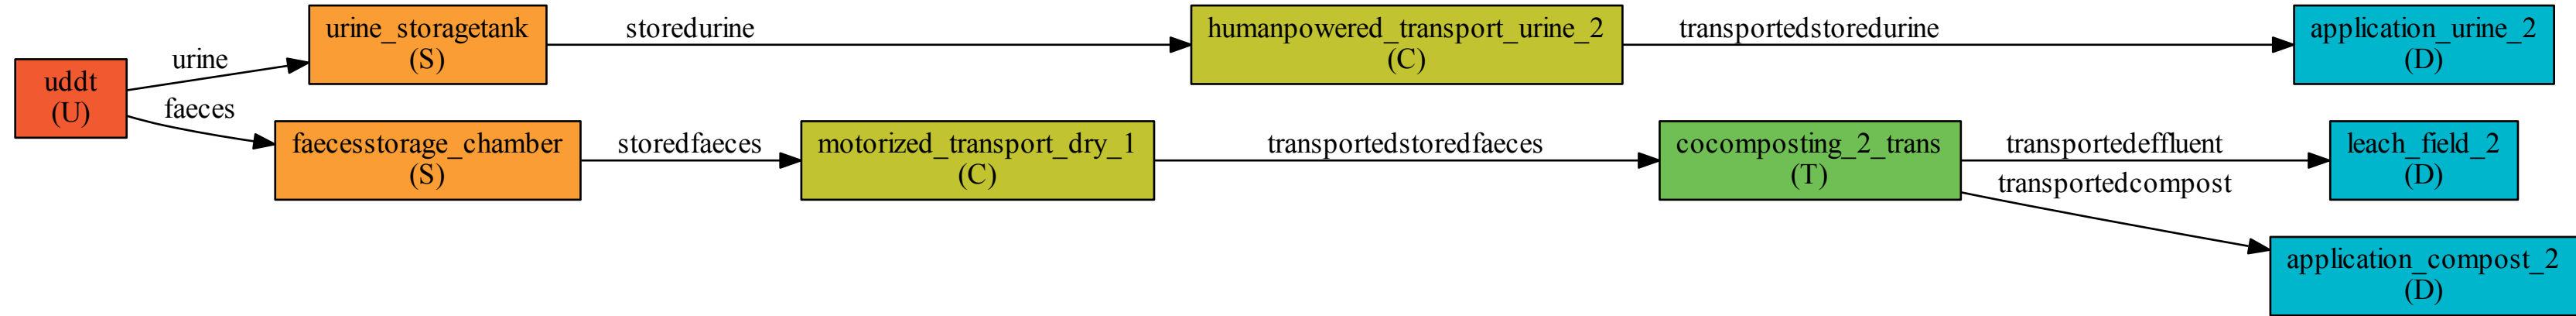 uddt
(U)
urine
faeces
urine_storagetank
(S)
storedurine
humanpowered_transport_urine_2
(C)
transportedstoredurine
application_urine_2
(D)
faecesstorage_chamber
(S)
storedfaeces
motorized_transport_dry_1
(C)
transportedstoredfaeces
cocomposting_2_trans
(T)
transportedeffluent
leach_field_2
(D)
transportedcompost
application_compost_2
(D)